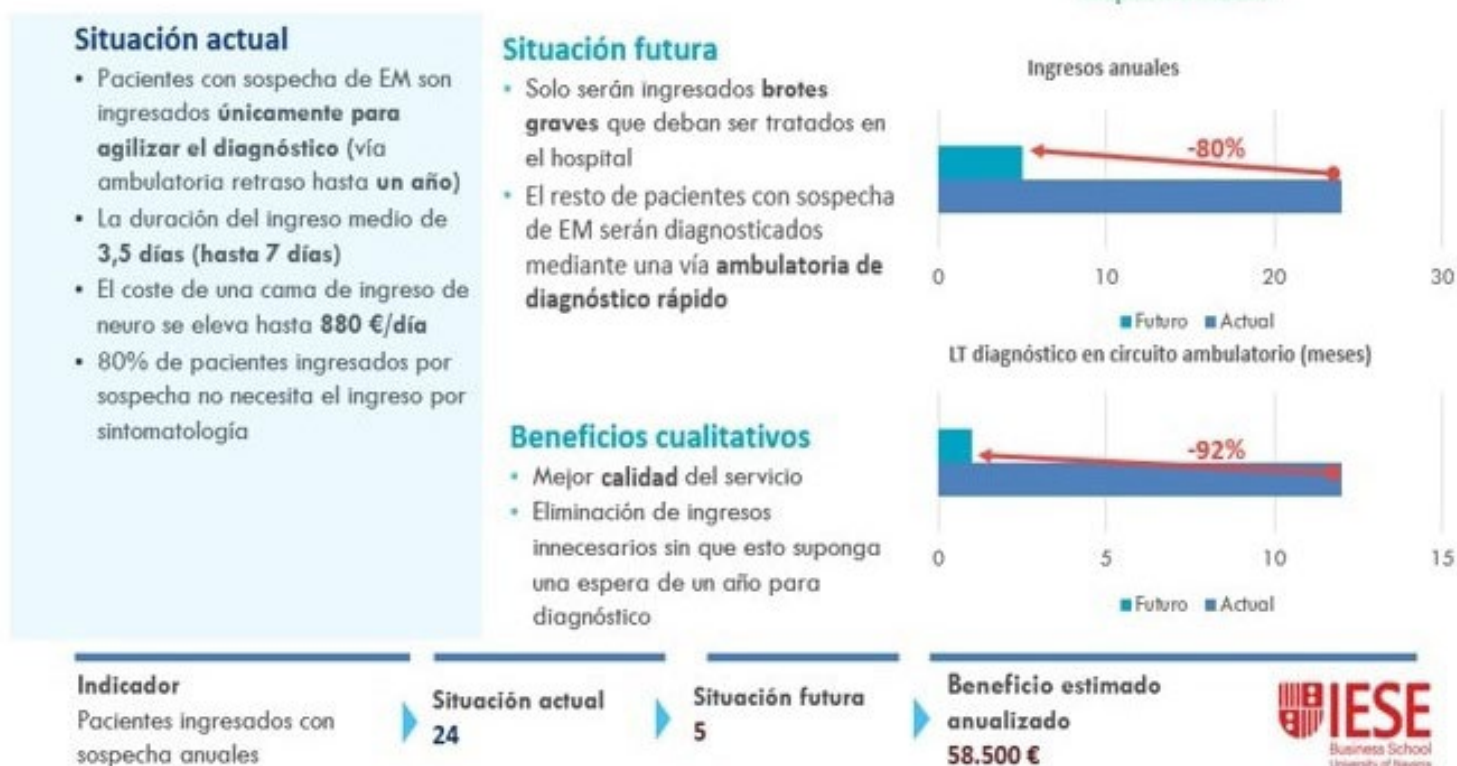 Situación actual
• Pacientes con sospecha de EM son
ingresados únicamente para
agilizar el diagnóstico (vía
ambulatoria retraso hasta un año)
• La duración del ingreso medio de
3,5 días (hasta 7 días)
• El coste de una cama de ingreso de
neuro se eleva hasta 880 €/día
• 80% de pacientes ingresados por
sospecha no necesita el ingreso por
sintomatología
Situación futura
• Solo serán ingresados brotes
graves que deban ser tratados en
el hospital
• El resto de pacientes con sospecha
de EM serán diagnosticados
mediante una vía ambulatoria de
diagnóstico rápido
Beneficios cualitativos
• Mejor calidad del servicio
• Eliminación de ingresos
innecesarios sin que esto suponga
una espera de un año para
diagnóstico
Ingresos anuales
-80%
0 10 20 30
Futuro Actual
LT diagnóstico en circuito ambulatorio (meses)
-92%
0 5 10 15
Futuro Actual
Indicador
Pacientes ingresados con
sospecha anuales
Situación actual
24
Situación futura
5
Beneficio estimado
anualizado
58.500 €
IESE
Business School
University of Navarra